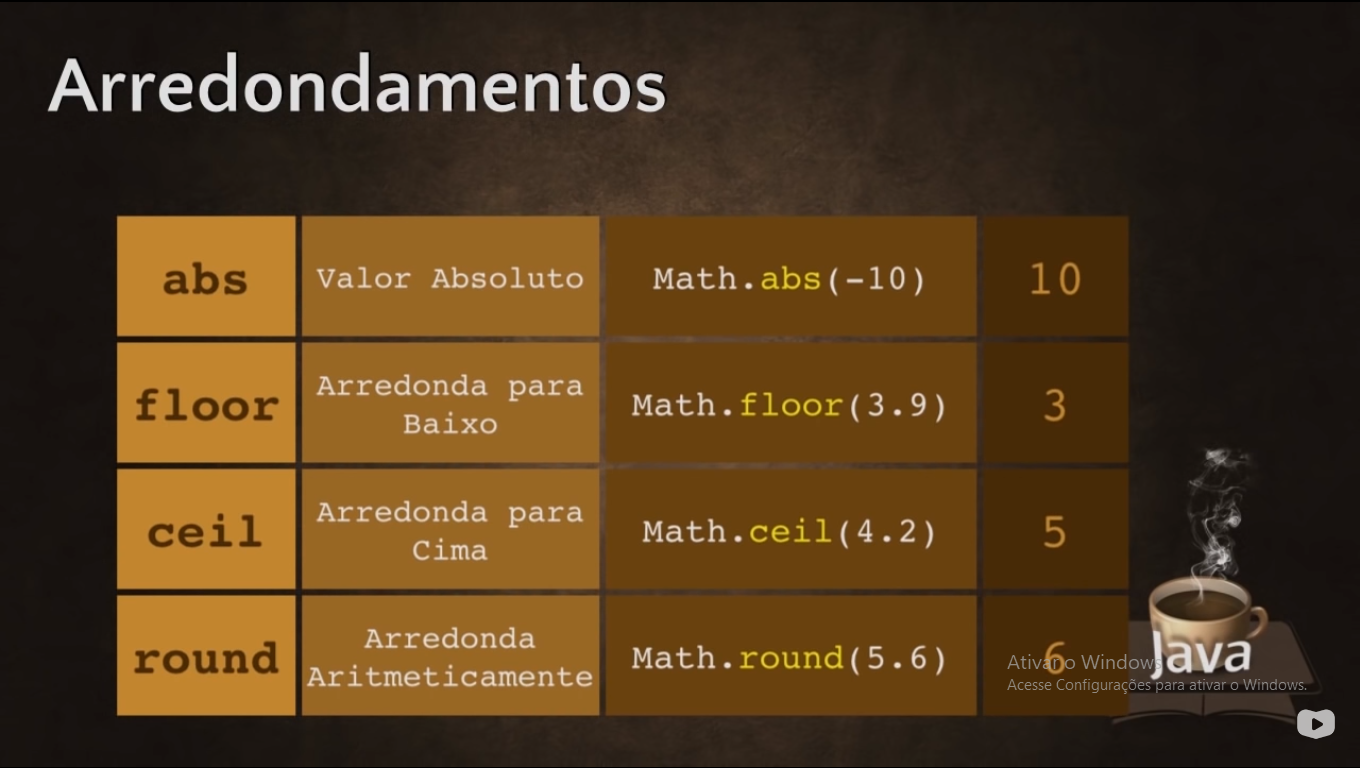 Arredondamentos
abs
Valor Absoluto
Math.abs(-10)
10
floor
Arredonda para
Baixo
Math.floor(3.9)
3
ceil
Arredonda para
Cima
Math.ceil(4.2)
5
round
Arredonda
Aritmeticamente
Math.round(5.6)
6
Java
Ativar o Windows
Acesse Configurações para ativar o Windows.